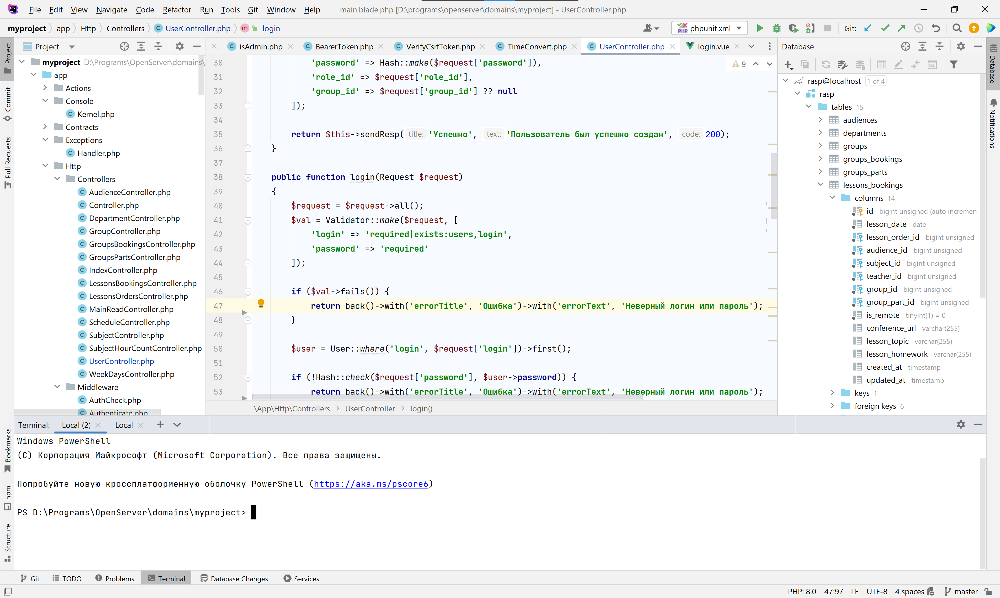 File Edit View Navigate Code Refactor Run Tools Git Window Help main.blade.php [D:\programs\openserver\domains\myproject] - UserController.php
myproject app Http Controllers UserController.php login
phpunit.xml Git:
Project
isAdmin.php BearerToken.php VerifyCsrfToken.php TimeConvert.php UserController.php login.vue
Database
myproject D:\Programs\OpenServer\domains\
app
Actions
Console
Kernel.php
Contracts
Exceptions
Handler.php
Http
Controllers
AudienceController.php
Controller.php
DepartmentController.php
GroupController.php
GroupsBookingsController.php
GroupsPartsController.php
IndexController.php
LessonsBookingsController.php
LessonsOrdersController.php
MainReadController.php
ScheduleController.php
SubjectController.php
SubjectHourCountController.php
UserController.php
WeekDaysController.php
Middleware
AuthCheck.php
Authenticate.php
9
30 'password' => Hash::make($request['password']),
31 'role_id' => $request['role_id'],
32 'group_id' => $request['group_id'] ?? null
33 ]);
34
35 return $this->sendResp( title: 'Успешно', text: 'Пользователь был успешно создан', code: 200);
36 }
37
38 public function login(Request $request)
39 {
40 $request = $request->all();
41 $val = Validator::make($request, [
42 'login' => 'required|exists:users,login',
43 'password' => 'required'
44 ]);
45
46 if ($val->fails()) {
47 return back()->with('errorTitle', 'Ошибка')->with('errorText', 'Неверный логин или пароль');
48 }
49
50 $user = User::where('login', $request['login'])->first();
51
52 if (!Hash::check($request['password'], $user->password)) {
53 return back()->with('errorTitle', 'Ошибка')->with('errorText', 'Неверный логин или пароль');
\App\Http\Controllers UserController login()
rasp@localhost 1 of 4
rasp
tables 15
audiences
departments
groups
groups_bookings
groups_parts
lessons_bookings
columns 14
id bigint unsigned (auto incremen
lesson_date date
lesson_order_id bigint unsigned
audience_id bigint unsigned
subject_id bigint unsigned
teacher_id bigint unsigned
group_id bigint unsigned
group_part_id bigint unsigned
is_remote tinyint(1) = 0
conference_url varchar(255)
lesson_topic varchar(255)
lesson_homework varchar(255)
created_at timestamp
updated_at timestamp
keys 1
foreign keys 6
Project
Commit
Pull Requests
Bookmarks
npm
Structure
Database
Notifications
Terminal: Local (2) Local
Windows PowerShell
(C) Корпорация Майкрософт (Microsoft Corporation). Все права защищены.
Попробуйте новую кроссплатформенную оболочку PowerShell (https://aka.ms/pscore6)
PS D:\Programs\OpenServer\domains\myproject>
Git TODO Problems Terminal Database Changes Services
PHP: 8.0 47:97 LF UTF-8 4 spaces master